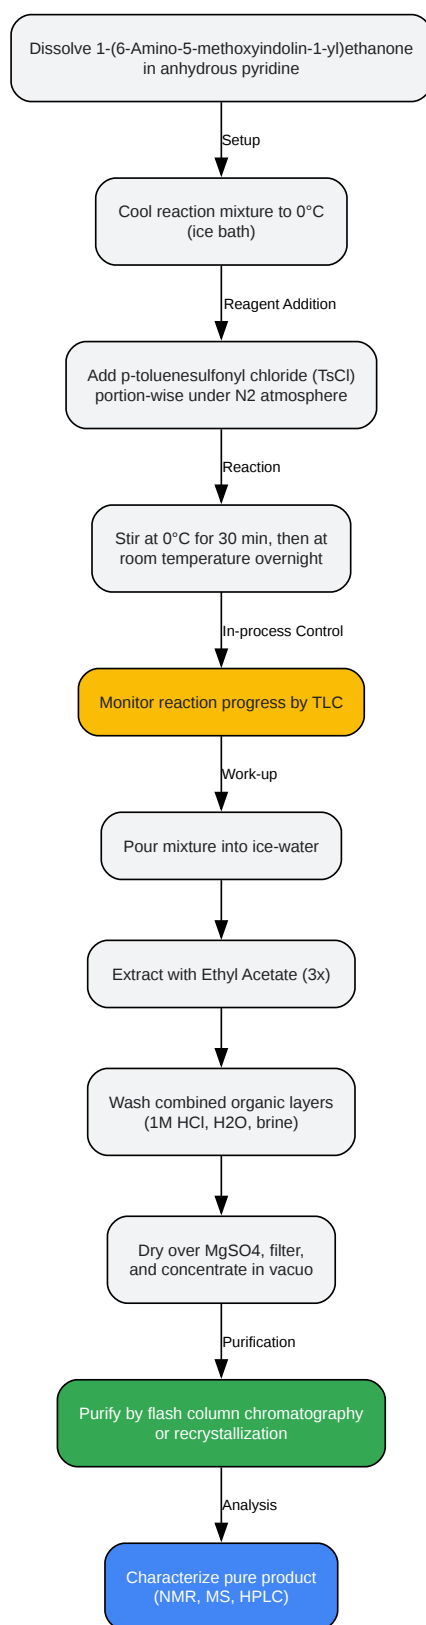 Dissolve 1-(6-Amino-5-methoxyindolin-1-yl)ethanone
in anhydrous pyridine
Setup
Cool reaction mixture to 0°C
(ice bath)
Reagent Addition
Add p-toluenesulfonyl chloride (TsCl)
portion-wise under N2 atmosphere
Reaction
Stir at 0°C for 30 min, then at
room temperature overnight
In-process Control
Monitor reaction progress by TLC
Work-up
Pour mixture into ice-water
Extract with Ethyl Acetate (3x)
Wash combined organic layers
(1M HCl, H2O, brine)
Dry over MgSO4, filter,
and concentrate in vacuo
Purification
Purify by flash column chromatography
or recrystallization
Analysis
Characterize pure product
(NMR, MS, HPLC)